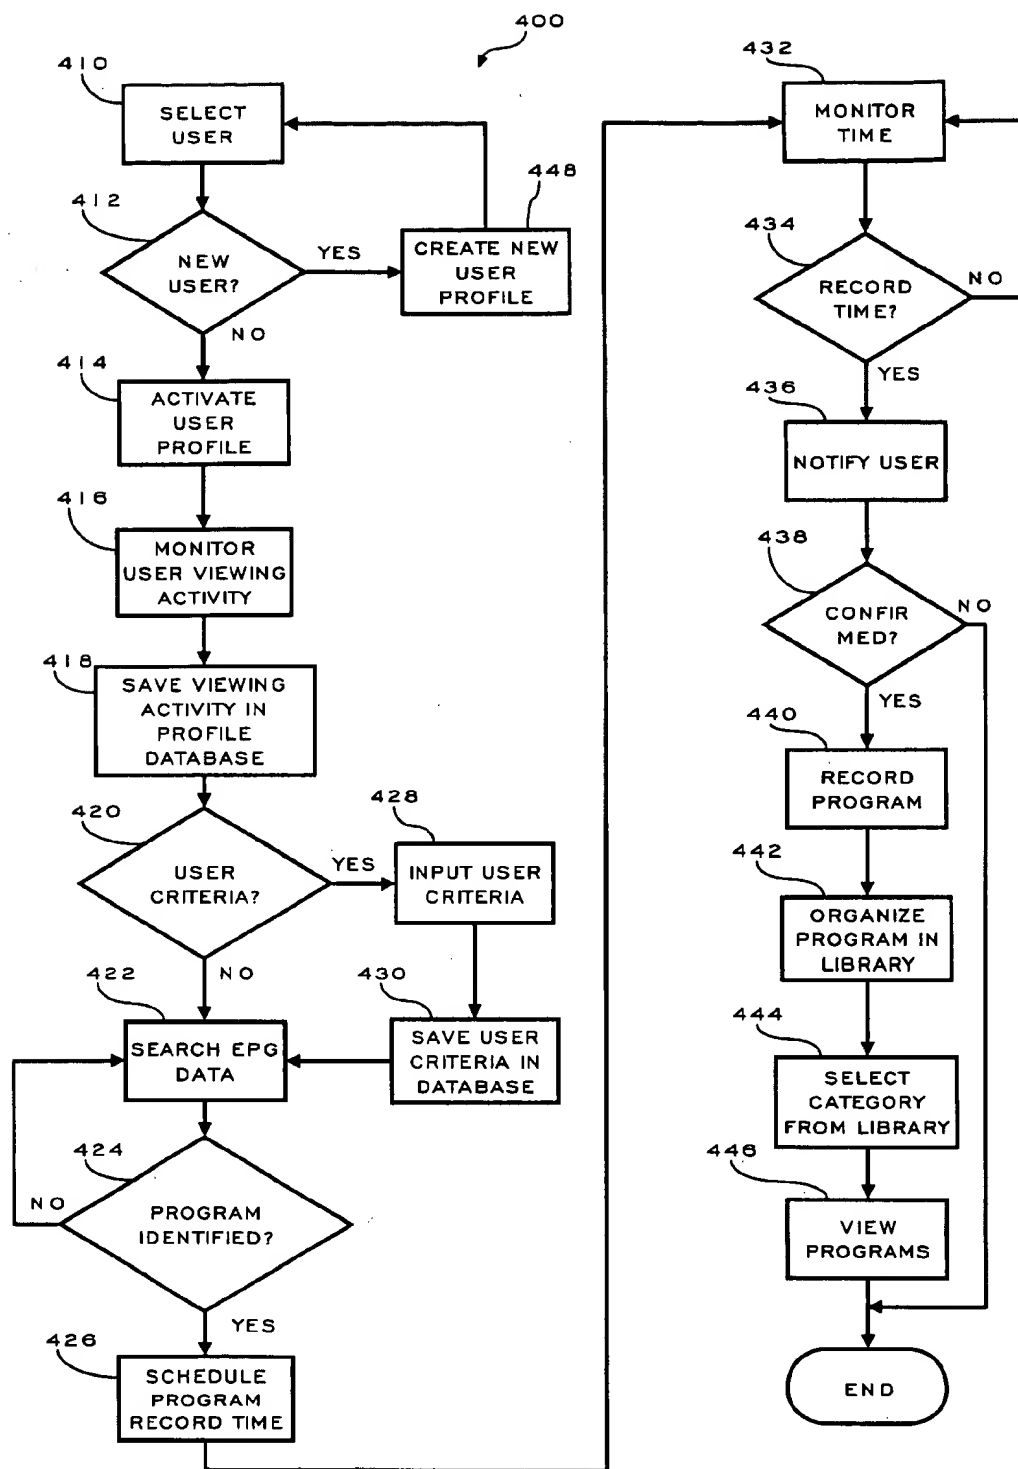 400
410
SELECT
USER
412
NEW
USER?
YES
448
CREATE NEW
USER
PROFILE
NO
414
ACTIVATE
USER
PROFILE
416
MONITOR
USER VIEWING
ACTIVITY
418
SAVE VIEWING
ACTIVITY IN
PROFILE
DATABASE
420
USER
CRITERIA?
YES
428
INPUT USER
CRITERIA
NO
422
SEARCH EPG
DATA
430
SAVE USER
CRITERIA IN
DATABASE
424
NO
PROGRAM
IDENTIFIED?
YES
426
SCHEDULE
PROGRAM
RECORD TIME
432
MONITOR
TIME
434
RECORD
TIME?
NO
YES
436
NOTIFY USER
438
CONFIR
MED?
NO
YES
440
RECORD
PROGRAM
442
ORGANIZE
PROGRAM IN
LIBRARY
444
SELECT
CATEGORY
FROM LIBRARY
446
VIEW
PROGRAMS
END